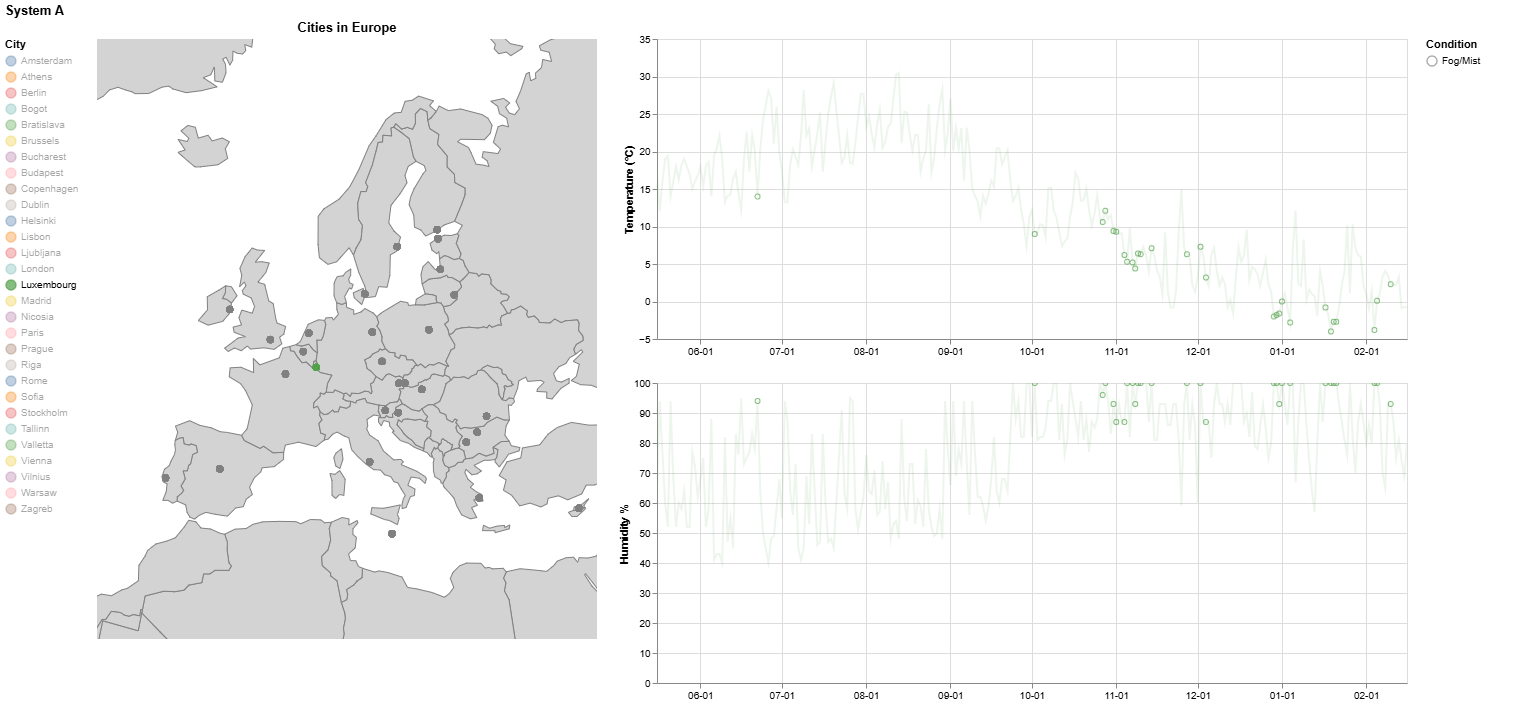 System A
Cities in Europe
City
Amsterdam
Athens
Berlin
Bogot
Bratislava
Brussels
Bucharest
Budapest
Copenhagen
Dublin
Helsinki
Lisbon
Ljubljana
London
Luxembourg
Madrid
Nicosia
Paris
Prague
Riga
Rome
Sofia
Stockholm
Tallinn
Valletta
Vienna
Vilnius
Warsaw
Zagreb
Temperature (°C)
35
30
25
20
15
10
5
0
−5
06-01 07-01 08-01 09-01 10-01 11-01 12-01 01-01 02-01
Humidity %
100
90
80
70
60
50
40
30
20
10
0
06-01 07-01 08-01 09-01 10-01 11-01 12-01 01-01 02-01
Condition
Fog/Mist